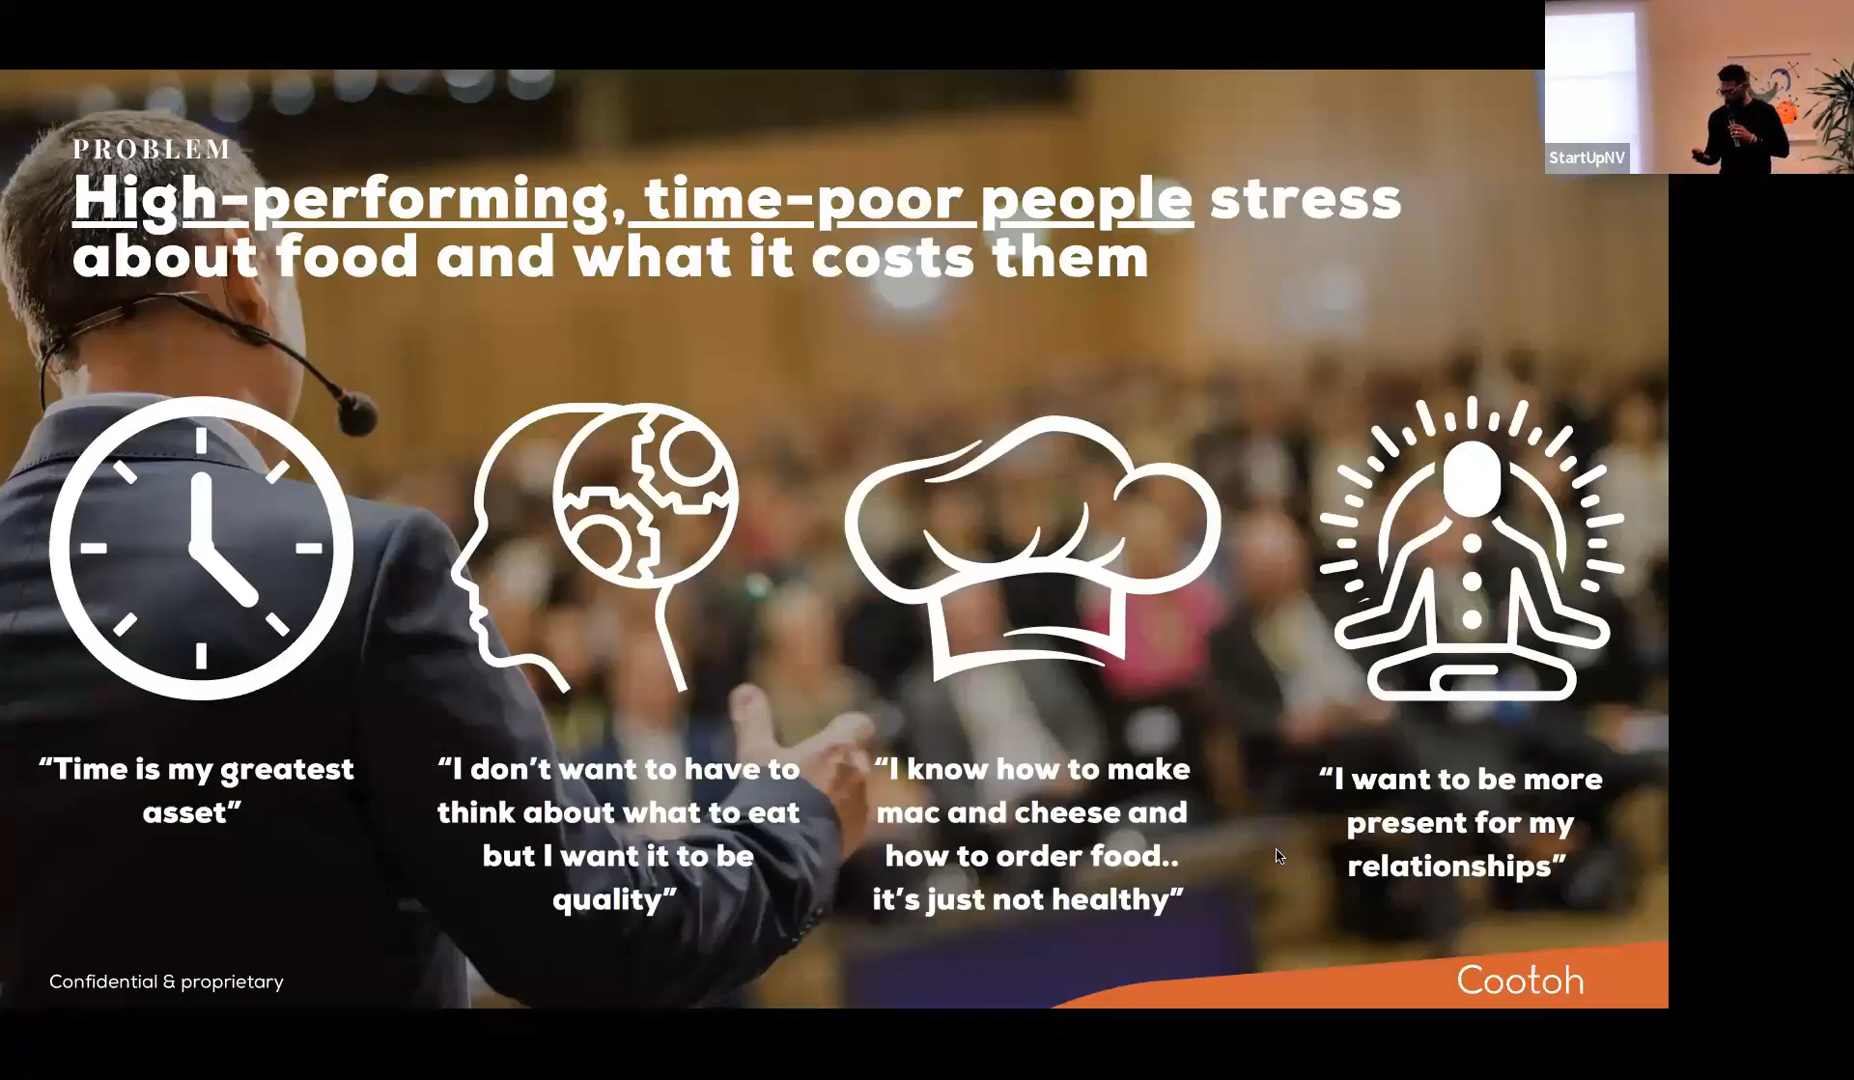 StartUpNV
PROBLEM
High-performing, time-poor people stress
about food and what it costs them
“Time is my greatest
asset”
“I don’t want to have to
think about what to eat
but I want it to be
quality”
“I know how to make
mac and cheese and
how to order food..
it’s just not healthy”
“I want to be more
present for my
relationships”
Confidential & proprietary
Cootoh